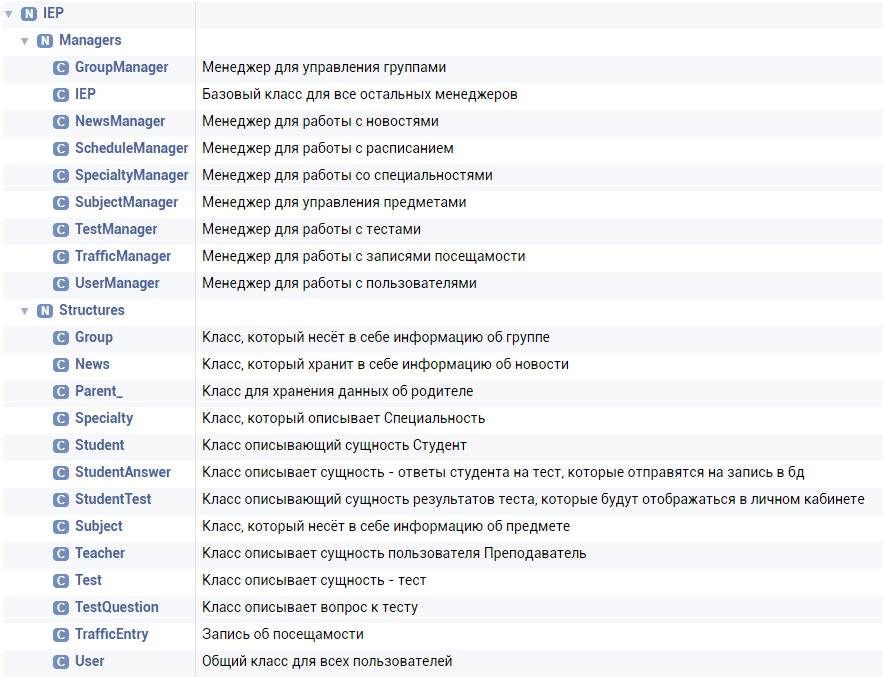 N IEP
N Managers
C GroupManager Менеджер для управления группами
C IEP Базовый класс для все остальных менеджеров
C NewsManager Менеджер для работы с новостями
C ScheduleManager Менеджер для работы с расписанием
C SpecialtyManager Менеджер для работы со специальностями
C SubjectManager Менеджер для управления предметами
C TestManager Менеджер для работы с тестами
C TrafficManager Менеджер для работы с записями посещамости
C UserManager Менеджер для работы с пользователями
N Structures
C Group Класс, который несёт в себе информацию об группе
C News Класс, который хранит в себе информацию об новости
C Parent_ Класс для хранения данных об родителе
C Specialty Класс, который описывает Специальность
C Student Класс описывающий сущность Студент
C StudentAnswer Класс описывает сущность - ответы студента на тест, которые отправятся на запись в бд
C StudentTest Класс описывающий сущность результатов теста, которые будут отображаться в личном кабинете
C Subject Класс, который несёт в себе информацию об предмете
C Teacher Класс описывает сущность пользователя Преподаватель
C Test Класс описывает сущность - тест
C TestQuestion Класс описывает вопрос к тесту
C TrafficEntry Запись об посещамости
C User Общий класс для всех пользователей